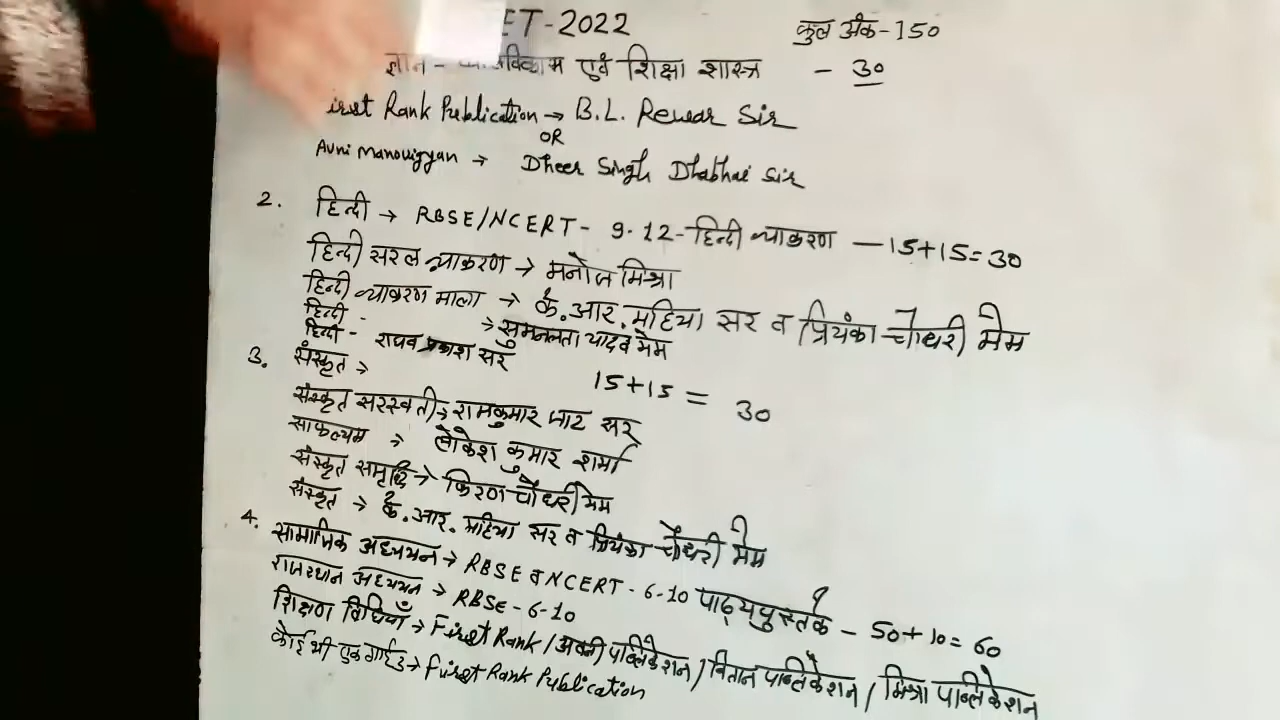 ET-2022 कुल अंक-150
ज्ञान - विकास एवं शिक्षा शास्त्र - 30
irst Rank Publication → B.L. Rewar Sir
OR
Avni Manovigyan → Dheer Singh Dhabhai Sir
2. हिन्दी → RBSE/NCERT - 9-12-हिन्दी व्याकरण - 15+15=30
हिन्दी सरल व्याकरण → मनोज मिश्रा
हिन्दी व्याकरण माला → के.आर. महिया सर व प्रियंका चौधरी मेम
हिन्दी - → सुमनलता यादव मेम
हिन्दी - राघव प्रकाश सर
3. संस्कृत → 15+15 = 30
संस्कृत सरस्वती → रामकुमार जाट सर
साफल्यम → लोकेश कुमार शर्मा
संस्कृत समृद्धि → किरण चौधरी मेम
संस्कृत → के.आर. महिया सर व प्रियंका चौधरी मेम
4. सामाजिक अध्ययन → RBSE व NCERT - 6-10 पाठ्यपुस्तकें - 50+10=60
राजस्थान अध्ययन → RBSE - 6-10
शिक्षण विधियाँ → First Rank / अवनी पब्लिकेशन / वितान पब्लिकेशन / मिश्रा पब्लिकेशन
कोई भी एक गाईड → First Rank Publication